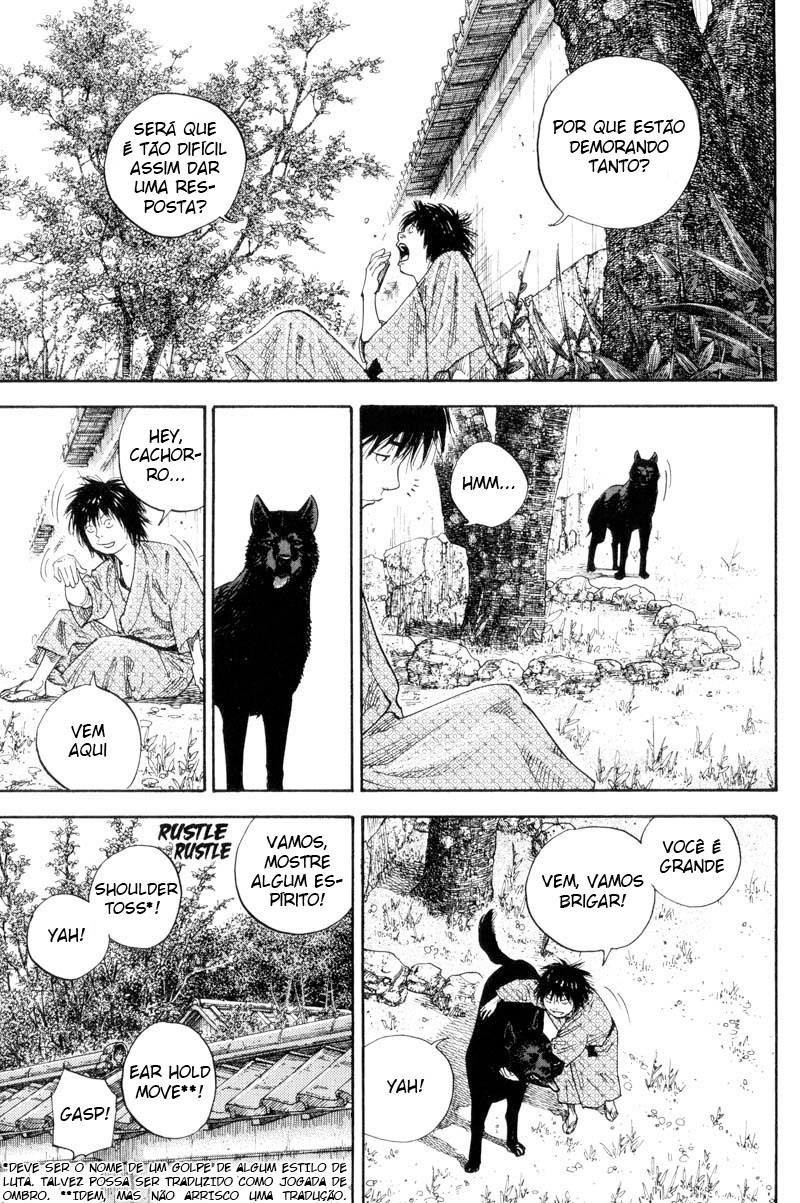 POR QUE ESTÃO
DEMORANDO
TANTO?
SERÁ QUE
É TÃO DIFÍCIL
ASSIM DAR
UMA RES-
POSTA?
HMM...
HEY,
CACHOR-
RO...
VEM
AQUI
VOCÊ É
GRANDE
VEM, VAMOS
BRIGAR!
YAH!
VAMOS,
MOSTRE
ALGUM ES-
PÍRITO!
RUSTLE
RUSTLE
SHOULDER
TOSS*!
YAH!
EAR HOLD
MOVE**!
GASP!
*DEVE SER O NOME DE UM GOLPE DE ALGUM ESTILO DE
LUTA. TALVEZ POSSA SER TRADUZIDO COMO JOGADA DE
OMBRO. **IDEM, MAS NÃO ARRISCO UMA TRADUÇÃO.